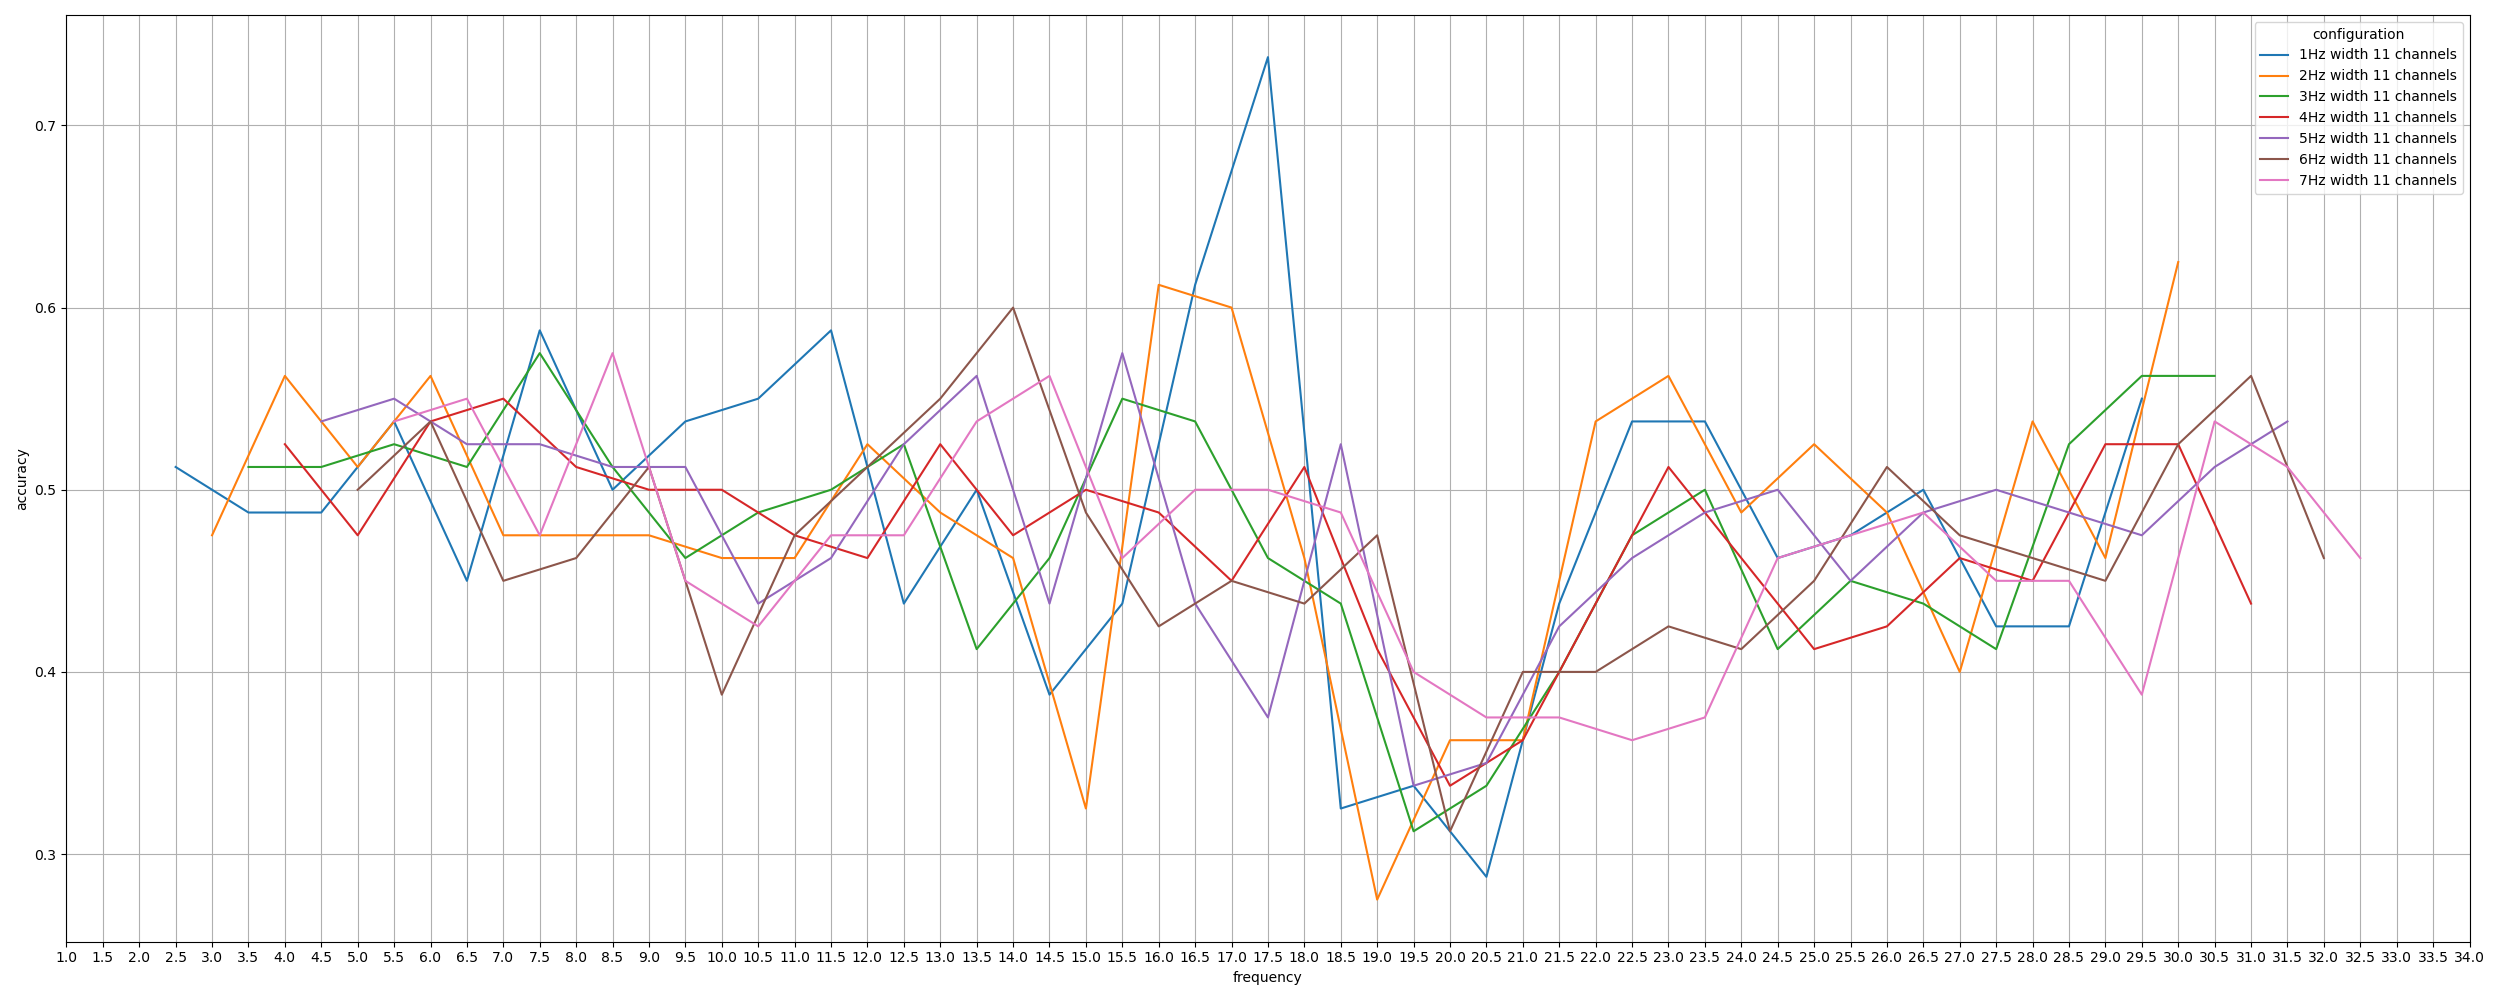 configuration
1Hz width 11 channels
2Hz width 11 channels
3Hz width 11 channels
4Hz width 11 channels
5Hz width 11 channels
6Hz width 11 channels
7Hz width 11 channels
0.7
0.6
0.5
0.4
0.3
accuracy
1.0 1.5 2.0 2.5 3.0 3.5 4.0 4.5 5.0 5.5 6.0 6.5 7.0 7.5 8.0 8.5 9.0 9.5 10.0 10.5 11.0 11.5 12.0 12.5 13.0 13.5 14.0 14.5 15.0 15.5 16.0 16.5 17.0 17.5 18.0 18.5 19.0 19.5 20.0 20.5 21.0 21.5 22.0 22.5 23.0 23.5 24.0 24.5 25.0 25.5 26.0 26.5 27.0 27.5 28.0 28.5 29.0 29.5 30.0 30.5 31.0 31.5 32.0 32.5 33.0 33.5 34.0
frequency